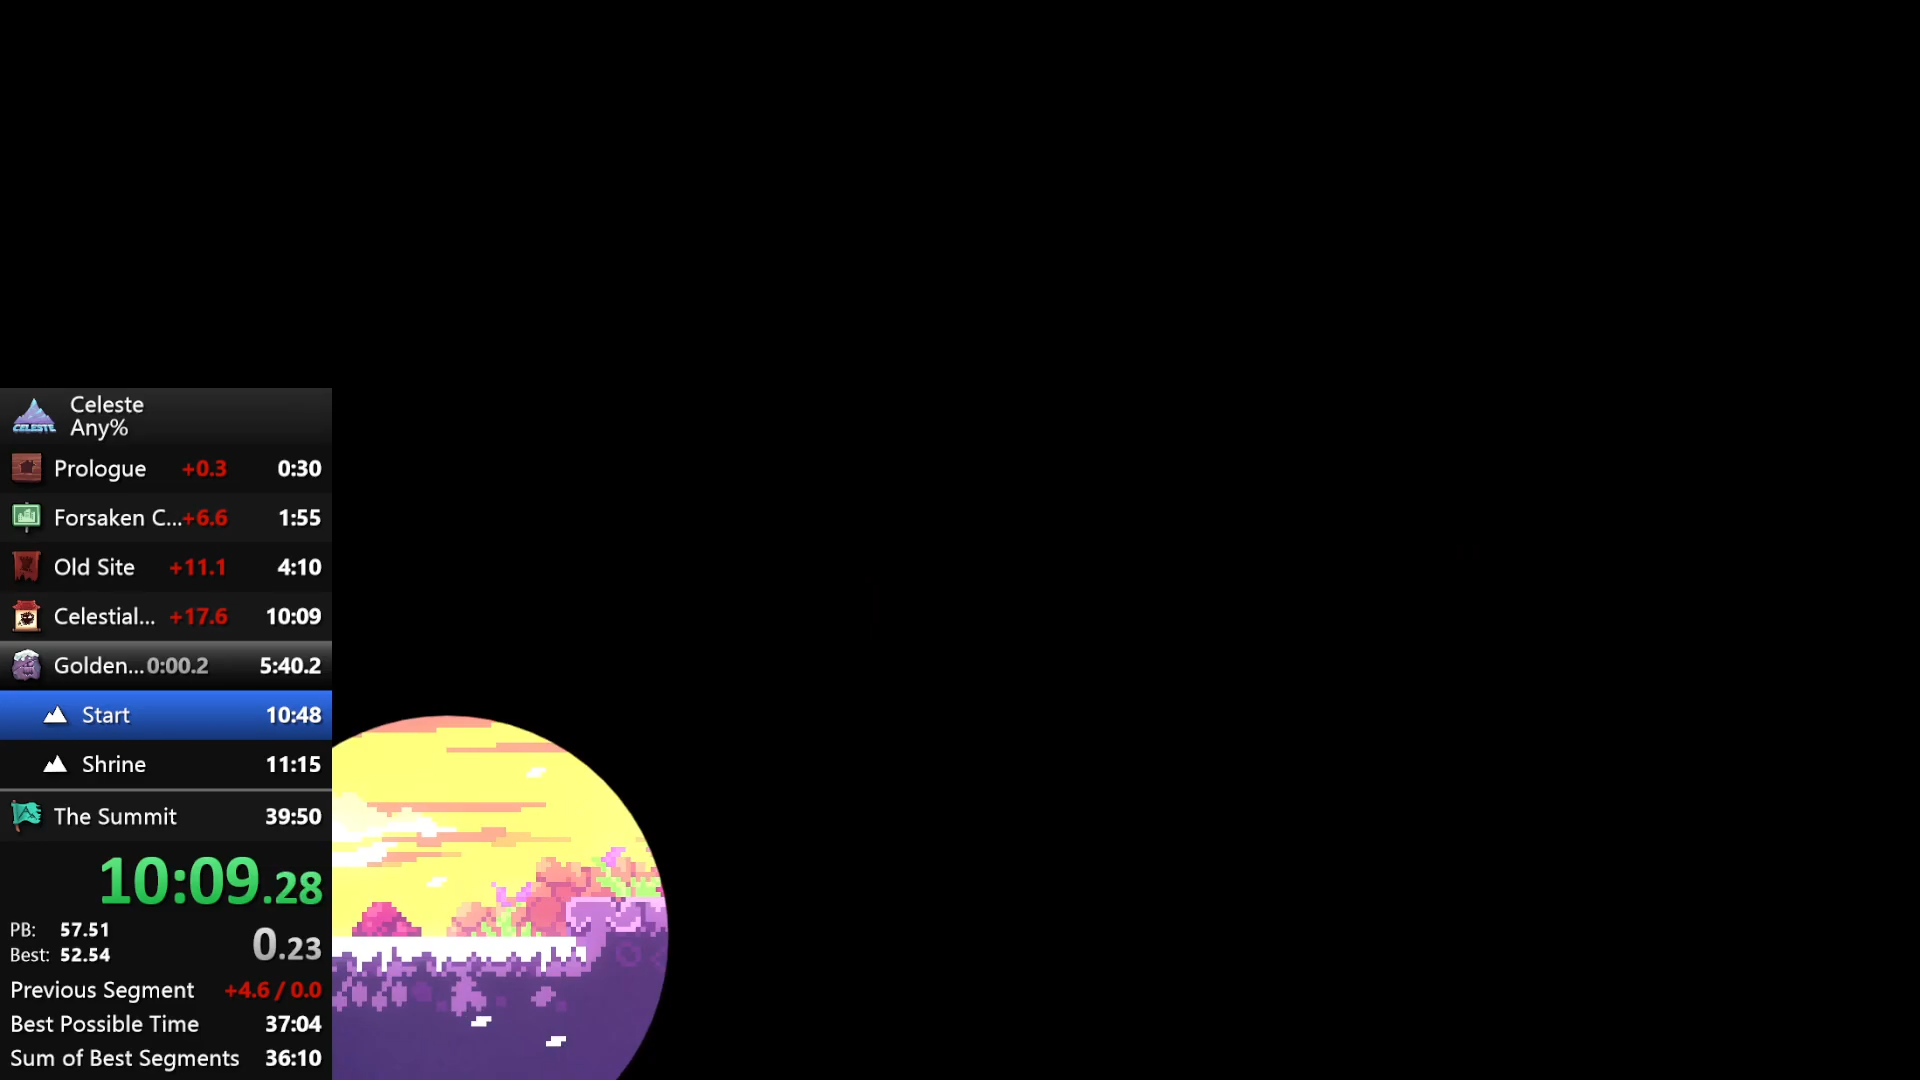 Celeste
Any%
CELESTE
Prologue +0.3 0:30
Forsaken C...+6.6 1:55
Old Site +11.1 4:10
Celestial... +17.6 10:09
Golden...0:00.2 5:40.2
Start 10:48
Shrine 11:15
The Summit 39:50
10:09.28
PB: 57.51
Best: 52.54
0.23
Previous Segment +4.6 / 0.0
Best Possible Time 37:04
Sum of Best Segments 36:10